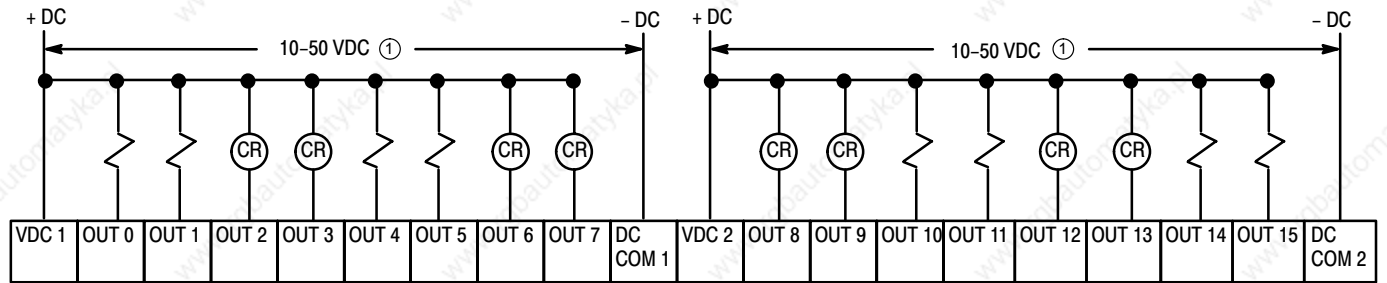 + DC – DC + DC – DC
10–50 VDC ① 10–50 VDC ①
CR CR CR CR CR CR CR CR
VDC 1 OUT 0 OUT 1 OUT 2 OUT 3 OUT 4 OUT 5 OUT 6 OUT 7 DC COM 1 VDC 2 OUT 8 OUT 9 OUT 10 OUT 11 OUT 12 OUT 13 OUT 14 OUT 15 DC COM 2